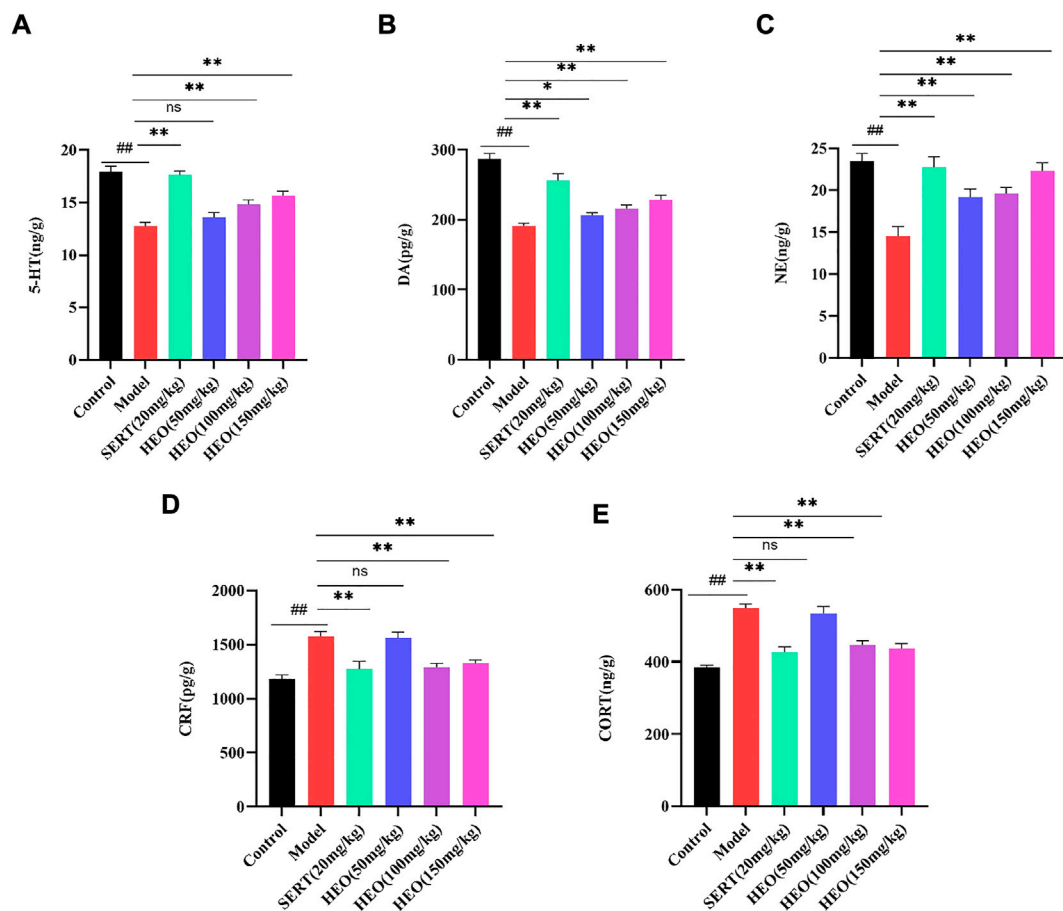 A
**
**
ns
**
##
20
15
10
5
0
5-HT(ng/g)
Control
Model
SERT(20mg/kg)
HEO(50mg/kg)
HEO(100mg/kg)
HEO(150mg/kg)
B
**
**
*
**
##
300
200
100
0
DA(pg/g)
Control
Model
SERT(20mg/kg)
HEO(50mg/kg)
HEO(100mg/kg)
HEO(150mg/kg)
C
**
**
**
**
##
25
20
15
10
5
0
NE(ng/g)
Control
Model
SERT(20mg/kg)
HEO(50mg/kg)
HEO(100mg/kg)
HEO(150mg/kg)
D
**
**
ns
**
##
2000
1500
1000
500
0
CRF(pg/g)
Control
Model
SERT(20mg/kg)
HEO(50mg/kg)
HEO(100mg/kg)
HEO(150mg/kg)
E
**
**
ns
**
##
600
400
200
0
CORT(ng/g)
Control
Model
SERT(20mg/kg)
HEO(50mg/kg)
HEO(100mg/kg)
HEO(150mg/kg)